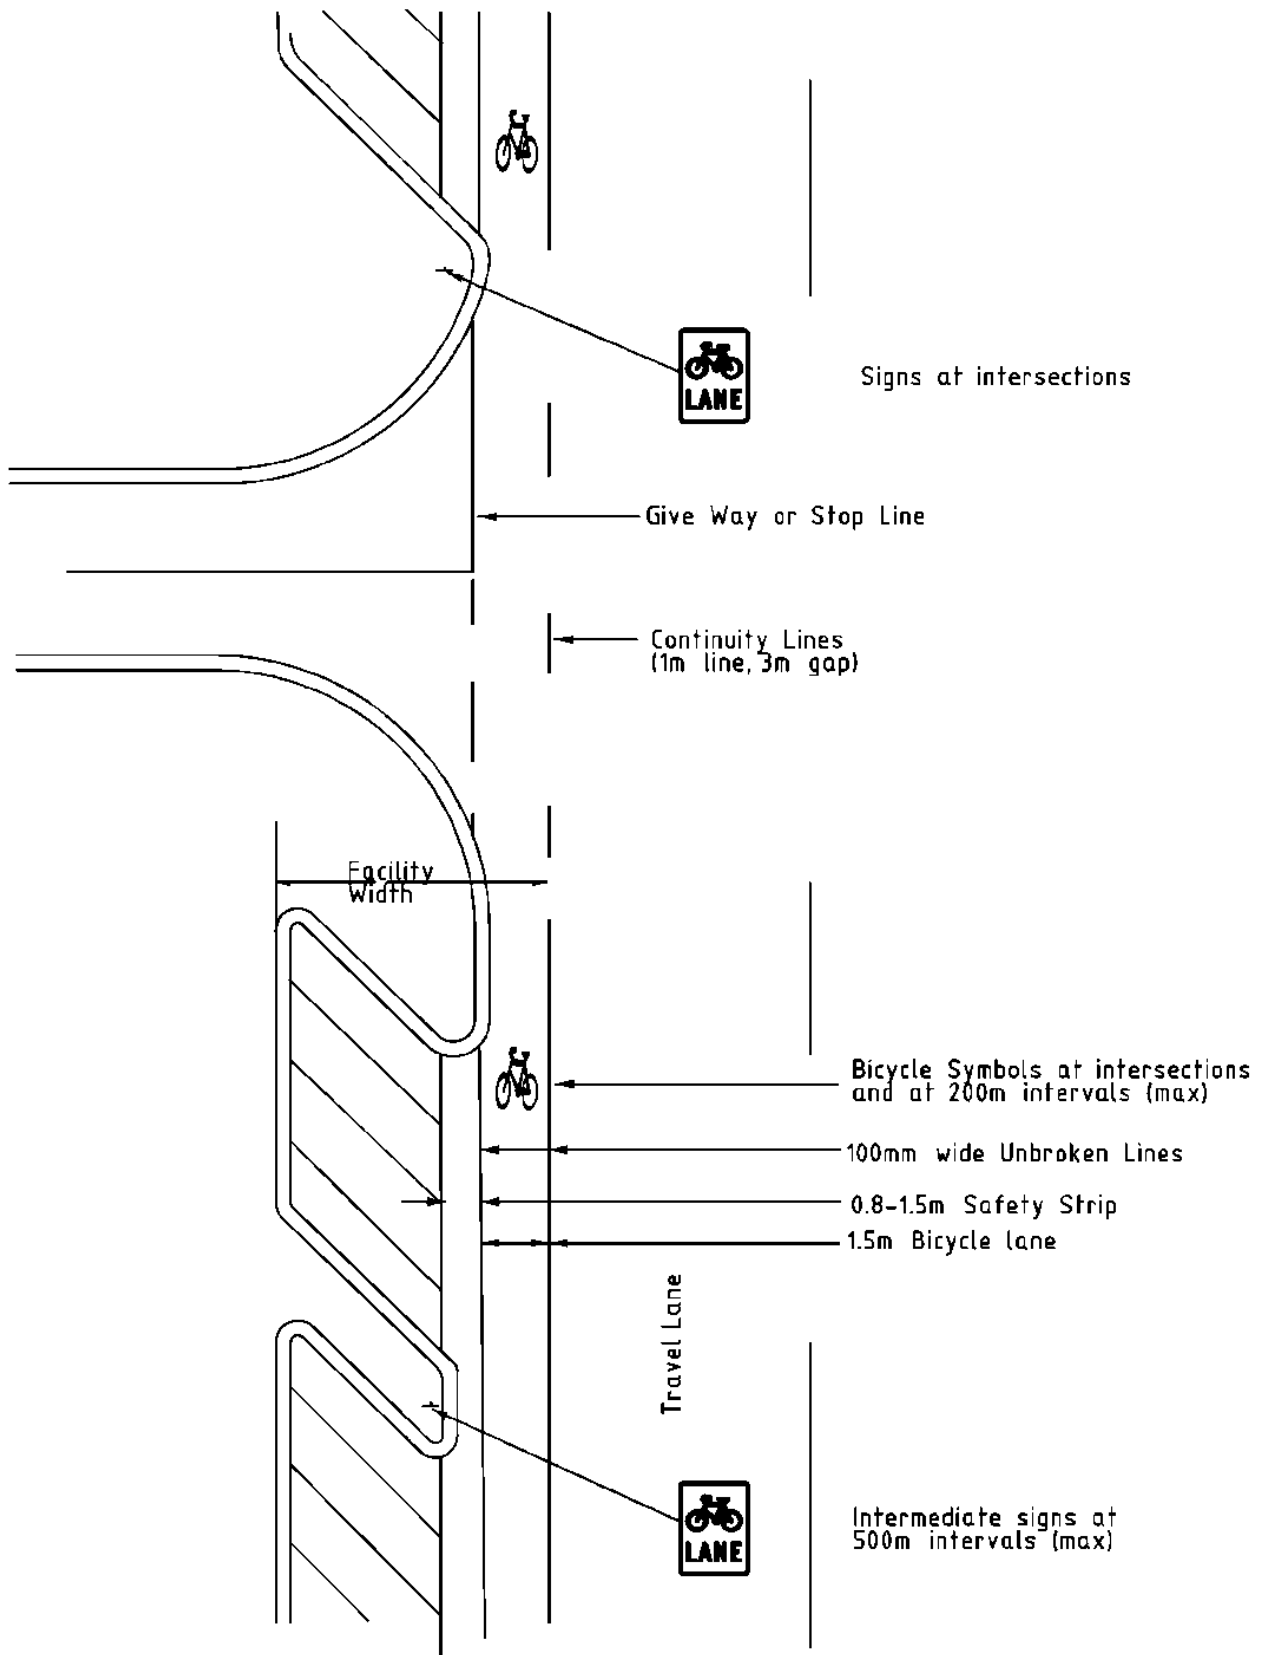 LANE
Signs at intersections
Give Way or Stop Line
Continuity Lines
(1m line, 3m gap)
Facility
Width
Bicycle Symbols at intersections
and at 200m intervals (max)
100mm wide Unbroken Lines
0.8-1.5m Safety Strip
1.5m Bicycle lane
Travel Lane
LANE
Intermediate signs at
500m intervals (max)